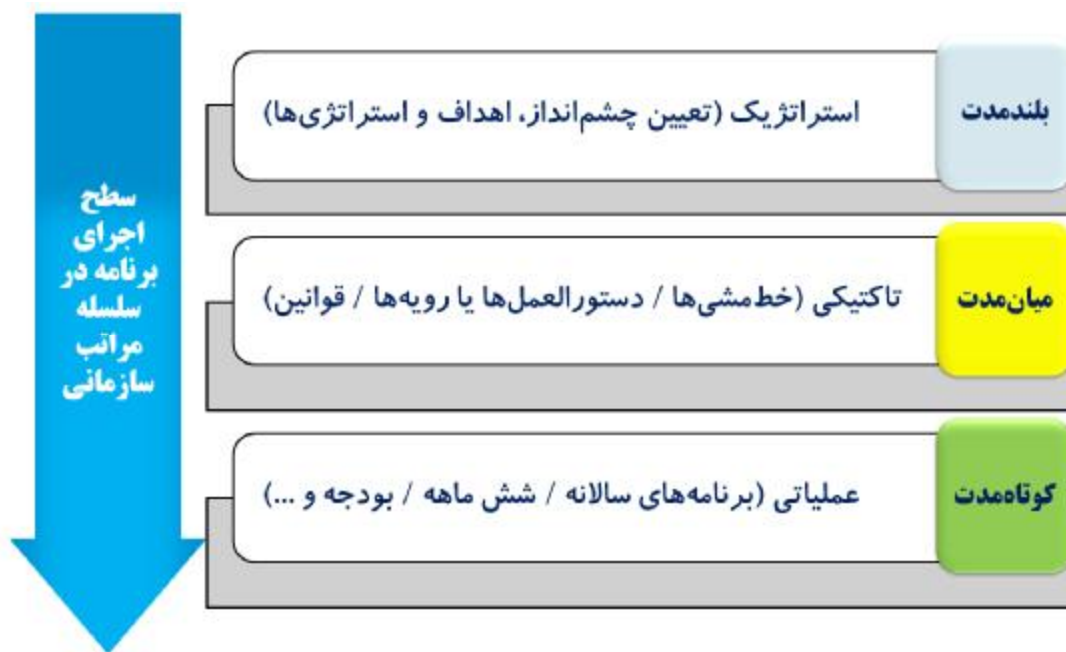 بلندمدت
استراتژیک (تعیین چشم‌انداز، اهداف و استراتژی‌ها)
میان‌مدت
تاکتیکی (خط‌مشی‌ها / دستورالعمل‌ها یا رویه‌ها / قوانین)
کوتاه‌مدت
عملیاتی (برنامه‌های سالانه / شش ماهه / بودجه و ...)
سطح
اجرای
برنامه در
سلسله
مراتب
سازمانی